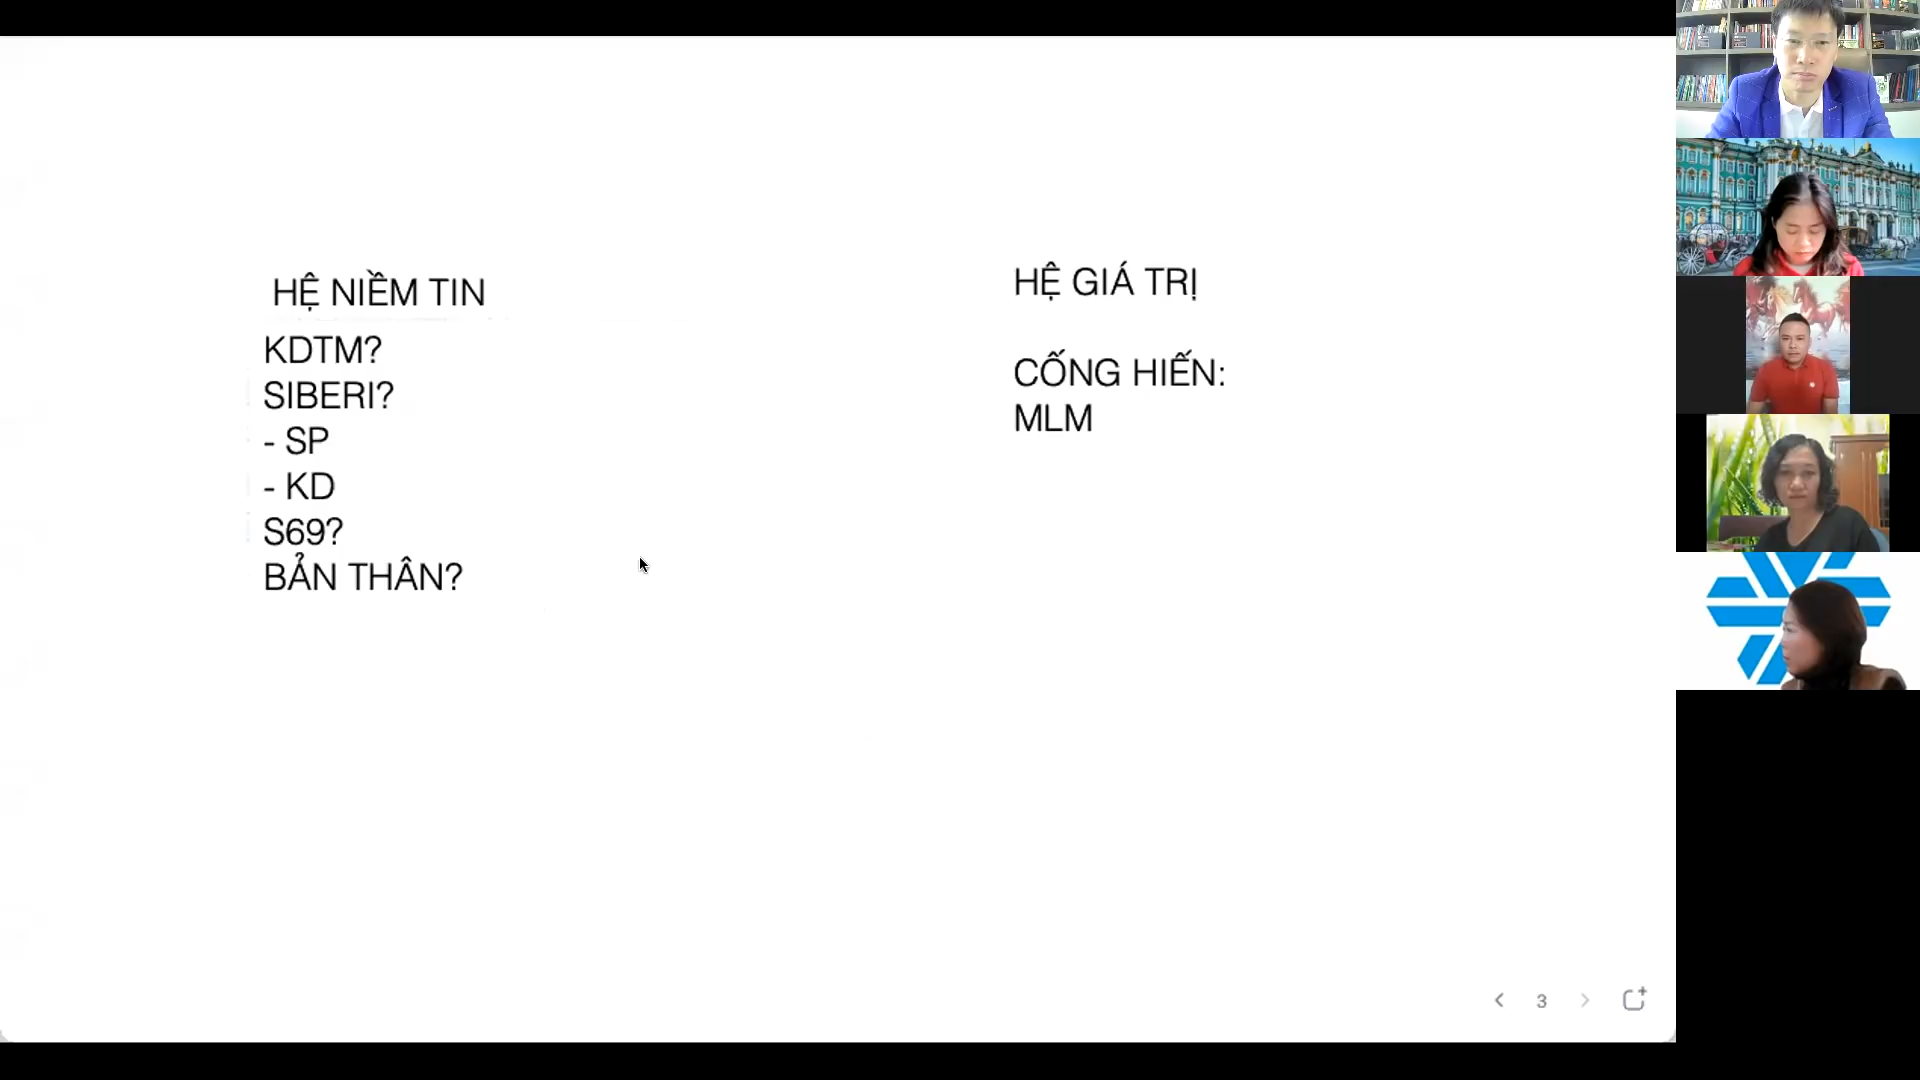 HỆ NIỀM TIN
KDTM?
SIBERI?
- SP
- KD
S69?
BẢN THÂN?
HỆ GIÁ TRỊ
CỐNG HIẾN:
MLM
3